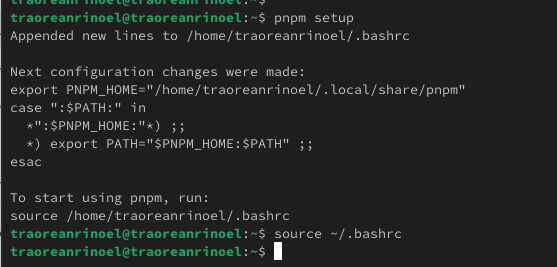 traoreanrinoel@traoreanrinoel:~$
traoreanrinoel@traoreanrinoel:~$ pnpm setup
Appended new lines to /home/traoreanrinoel/.bashrc

Next configuration changes were made:
export PNPM_HOME="/home/traoreanrinoel/.local/share/pnpm"
case ":$PATH:" in
  *":$PNPM_HOME:"*) ;;
  *) export PATH="$PNPM_HOME:$PATH" ;;
esac

To start using pnpm, run:
source /home/traoreanrinoel/.bashrc
traoreanrinoel@traoreanrinoel:~$ source ~/.bashrc
traoreanrinoel@traoreanrinoel:~$